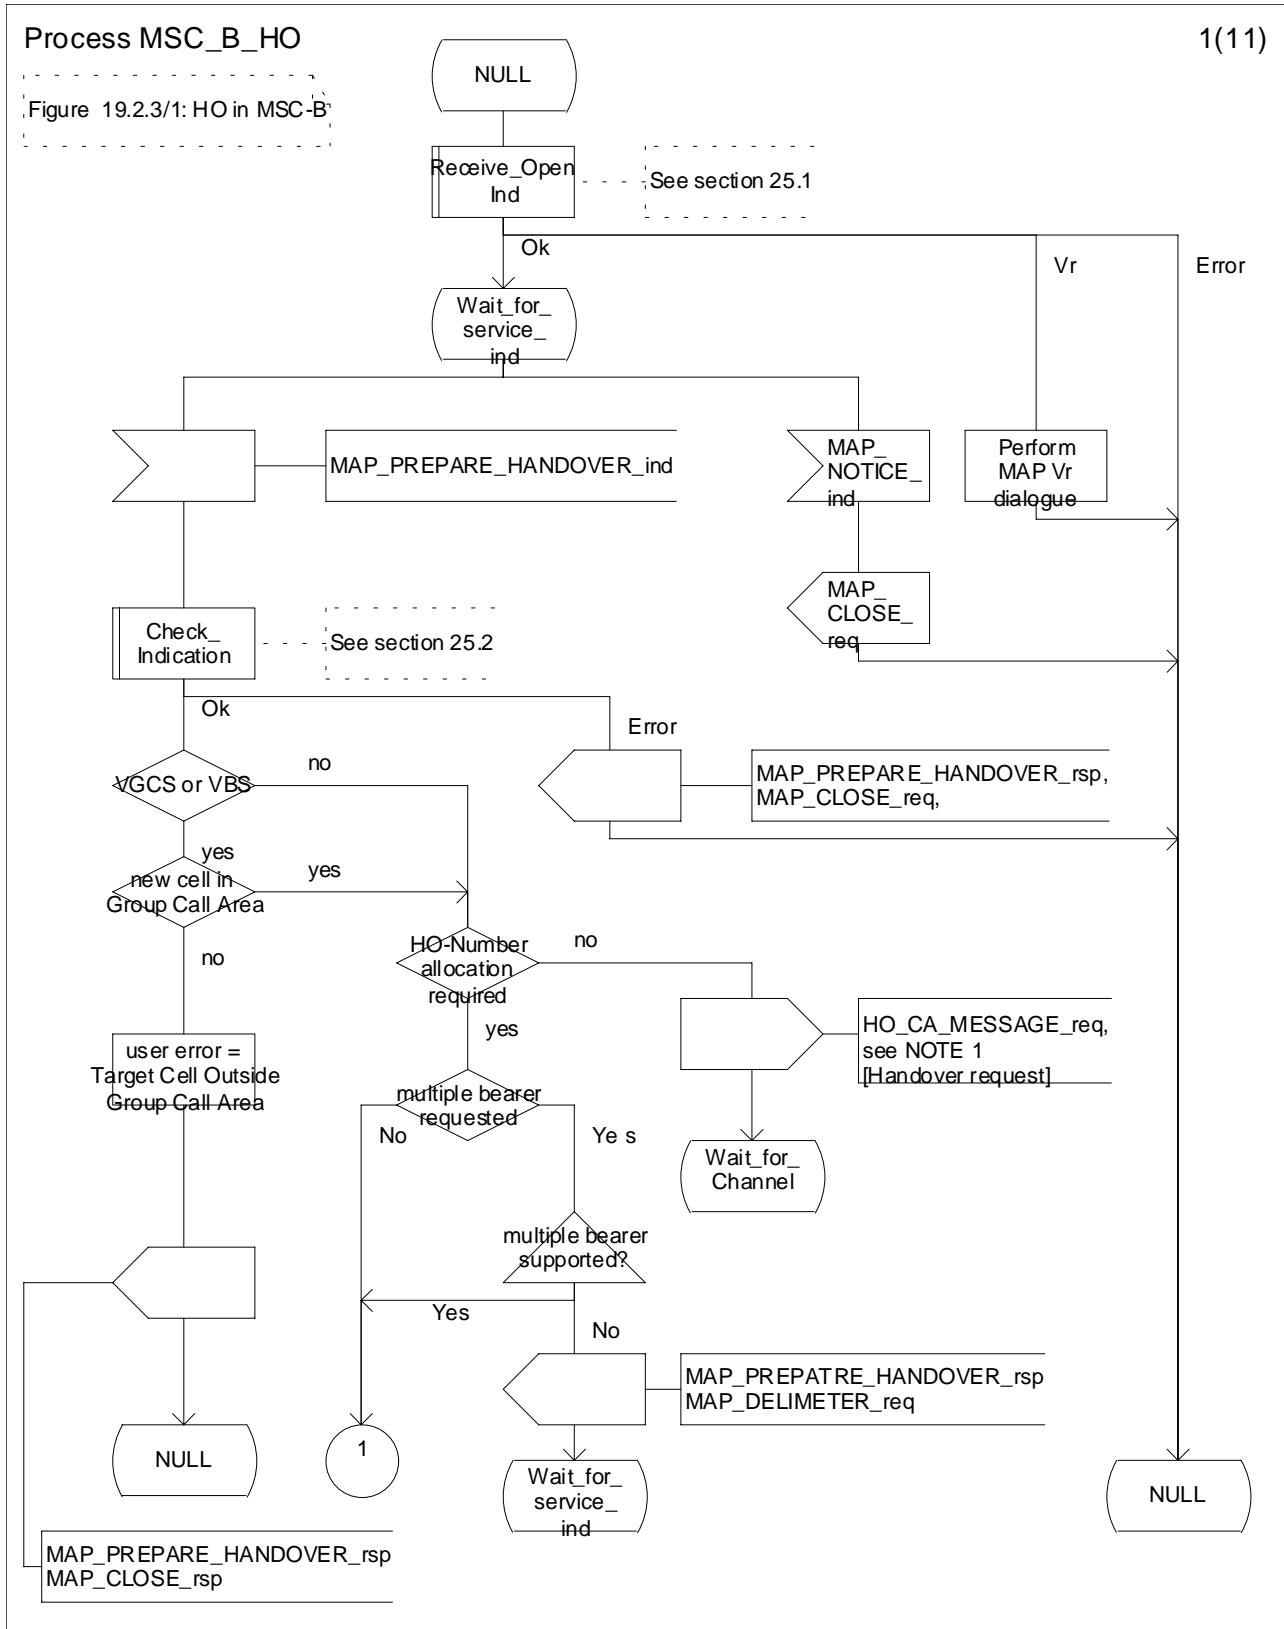 Process MSC_B_HO
1(11)
Figure 19.2.3/1: HO in MSC-B
NULL
Receive_Open
Ind
See section 25.1
Ok
Vr
Error
Wait_for_
service_
ind
MAP_PREPARE_HANDOVER_ind
MAP_
NOTICE_
ind
Perform
MAP Vr
dialogue
MAP_
CLOSE_
req
Check_
Indication
See section 25.2
Ok
Error
VGCS or VBS
no
MAP_PREPARE_HANDOVER_rsp,
MAP_CLOSE_req,
yes
new cell in
Group Call Area
yes
no
HO-Number
allocation
required
no
yes
HO_CA_MESSAGE_req,
see NOTE 1
[Handover request]
user error =
Target Cell Outside
Group Call Area
multiple bearer
requested
No
Ye s
Wait_for_
Channel
multiple bearer
supported?
Yes
No
MAP_PREPATRE_HANDOVER_rsp
MAP_DELIMETER_req
NULL
1
Wait_for_
service_
ind
NULL
MAP_PREPARE_HANDOVER_rsp
MAP_CLOSE_rsp